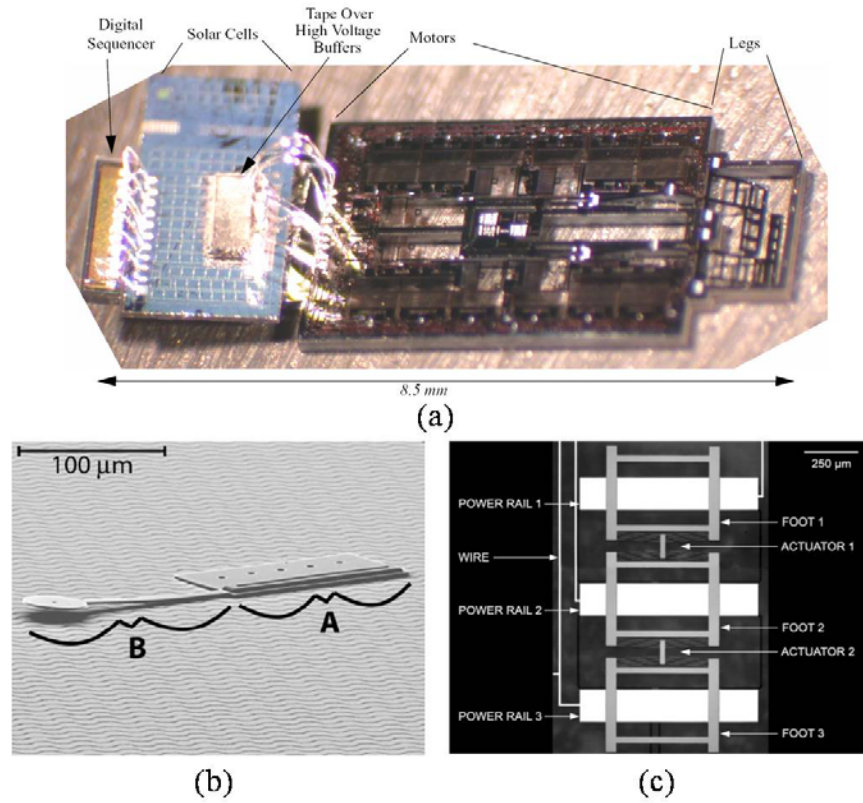 Digital
Sequencer
Solar Cells
Tape Over
High Voltage
Buffers
Motors
Legs
8.5 mm
(a)
100 μm
B
A
(b)
250 μm
POWER RAIL 1
FOOT 1
ACTUATOR 1
WIRE
POWER RAIL 2
FOOT 2
ACTUATOR 2
POWER RAIL 3
FOOT 3
(c)